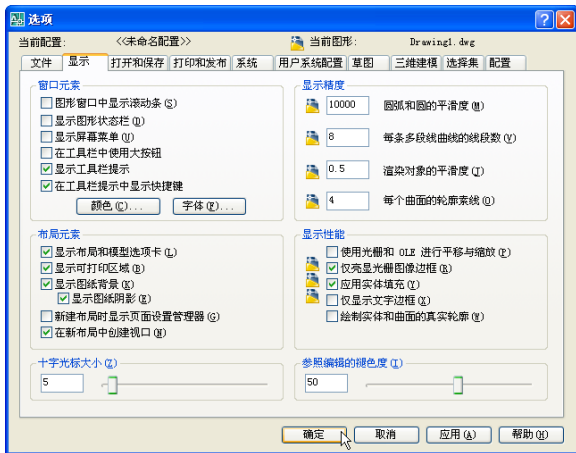 选项
当前配置: <<未命名配置>> 当前图形: Drawing1.dwg
文件 显示 打开和保存 打印和发布 系统 用户系统配置 草图 三维建模 选择集 配置
窗口元素
图形窗口中显示滚动条(S)
显示图形状态栏(D)
显示屏幕菜单(U)
在工具栏中使用大按钮
显示工具栏提示
在工具栏提示中显示快捷键
颜色(C)... 字体(F)...
显示精度
10000 圆弧和圆的平滑度(M)
8 每条多段线曲线的线段数(V)
0.5 渲染对象的平滑度(J)
4 每个曲面的轮廓素线(O)
布局元素
显示布局和模型选项卡(L)
显示可打印区域(B)
显示图纸背景(K)
显示图纸阴影(E)
新建布局时显示页面设置管理器(G)
在新布局中创建视口(N)
显示性能
使用光栅和 OLE 进行平移与缩放(P)
仅亮显光栅图像边框(R)
应用实体填充(Y)
仅显示文字边框(X)
绘制实体和曲面的真实轮廓(W)
十字光标大小(Z)
5
参照编辑的褪色度(I)
50
确定 取消 应用(A) 帮助(H)